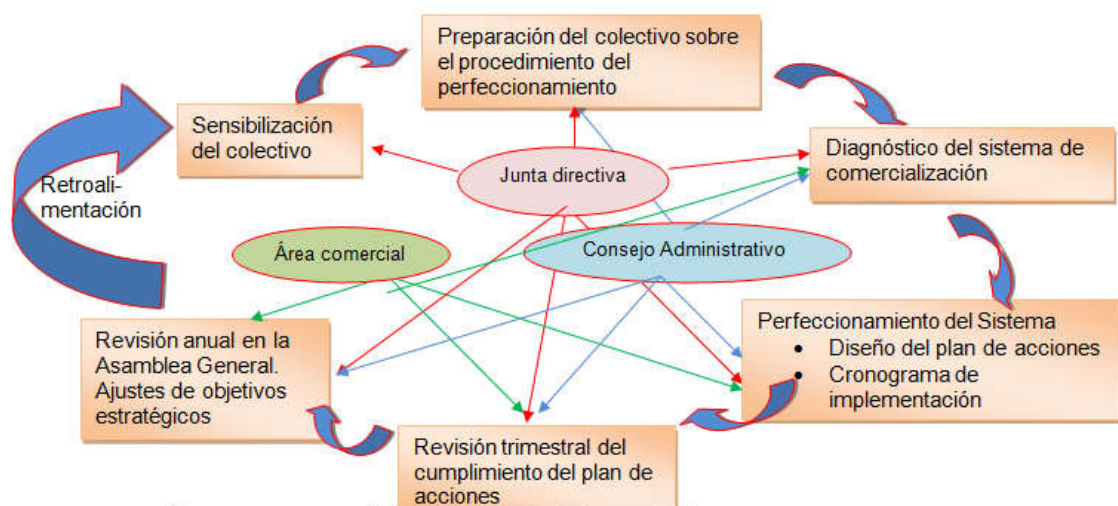 Preparación del colectivo sobre
el procedimiento del
perfeccionamiento
Sensibilización
del colectivo
Diagnóstico del sistema de
comercialización
Junta directiva
Retroali-
mentación
Área comercial
Consejo Administrativo
Revisión anual en la
Asamblea General.
Ajustes de objetivos
estratégicos
Perfeccionamiento del Sistema
• Diseño del plan de acciones
• Cronograma de
implementación
Revisión trimestral del
cumplimiento del plan de
acciones